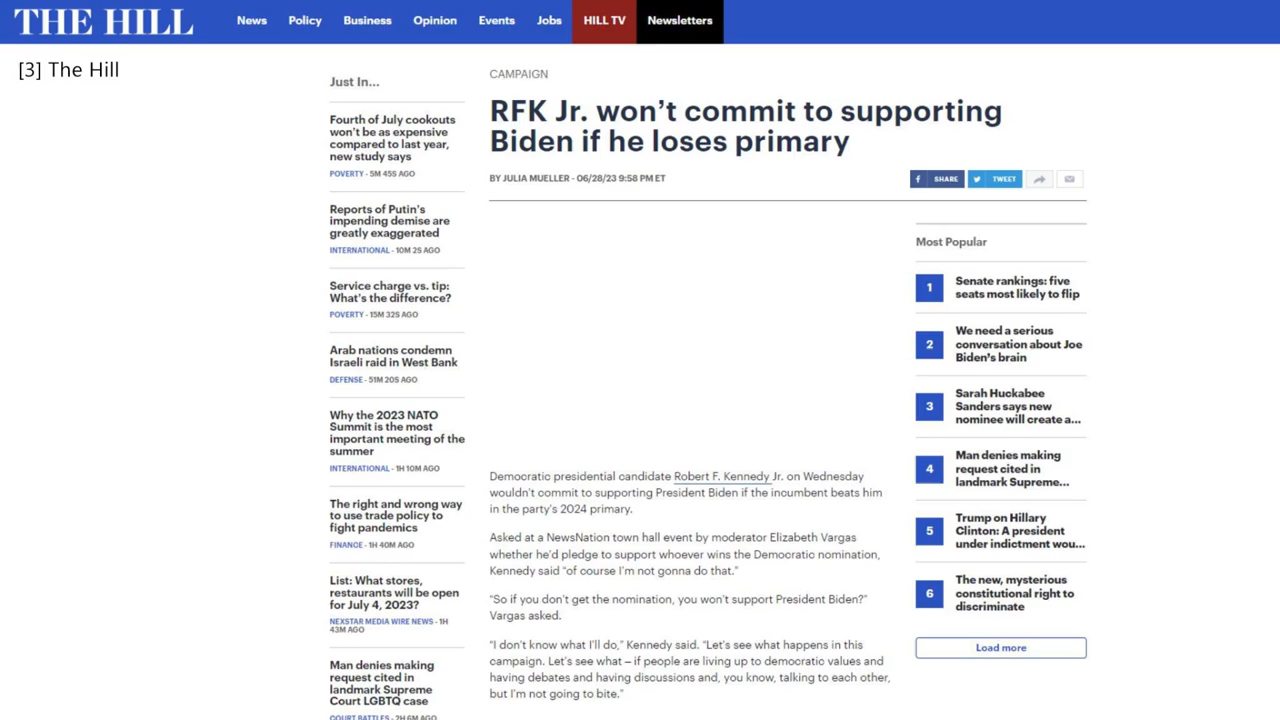 THE HILL
News Policy Business Opinion Events Jobs HILL TV Newsletters
[3] The Hill
Just In...
Fourth of July cookouts
won't be as expensive
compared to last year,
new study says
POVERTY - 5M 45S AGO
Reports of Putin's
impending demise are
greatly exaggerated
INTERNATIONAL - 10M 2S AGO
Service charge vs. tip:
What's the difference?
POVERTY - 15M 32S AGO
Arab nations condemn
Israeli raid in West Bank
DEFENSE - 51M 20S AGO
Why the 2023 NATO
Summit is the most
important meeting of the
summer
INTERNATIONAL - 1H 10M AGO
The right and wrong way
to use trade policy to
fight pandemics
FINANCE - 1H 40M AGO
List: What stores,
restaurants will be open
for July 4, 2023?
NEXSTAR MEDIA WIRE NEWS - 1H
43M AGO
Man denies making
request cited in
landmark Supreme
Court LGBTQ case
COURT BATTLES - 2H 6M AGO
CAMPAIGN
RFK Jr. won't commit to supporting
Biden if he loses primary
BY JULIA MUELLER - 06/28/23 9:58 PM ET
SHARE TWEET
Democratic presidential candidate Robert F. Kennedy Jr. on Wednesday
wouldn't commit to supporting President Biden if the incumbent beats him
in the party's 2024 primary.
Asked at a NewsNation town hall event by moderator Elizabeth Vargas
whether he'd pledge to support whoever wins the Democratic nomination,
Kennedy said "of course I'm not gonna do that."
"So if you don't get the nomination, you won't support President Biden?"
Vargas asked.
"I don't know what I'll do," Kennedy said. "Let's see what happens in this
campaign. Let's see what – if people are living up to democratic values and
having debates and having discussions and, you know, talking to each other,
but I'm not going to bite."
Most Popular
1 Senate rankings: five
seats most likely to flip
2 We need a serious
conversation about Joe
Biden's brain
3 Sarah Huckabee
Sanders says new
nominee will create a...
4 Man denies making
request cited in
landmark Supreme...
5 Trump on Hillary
Clinton: A president
under indictment wou...
6 The new, mysterious
constitutional right to
discriminate
Load more